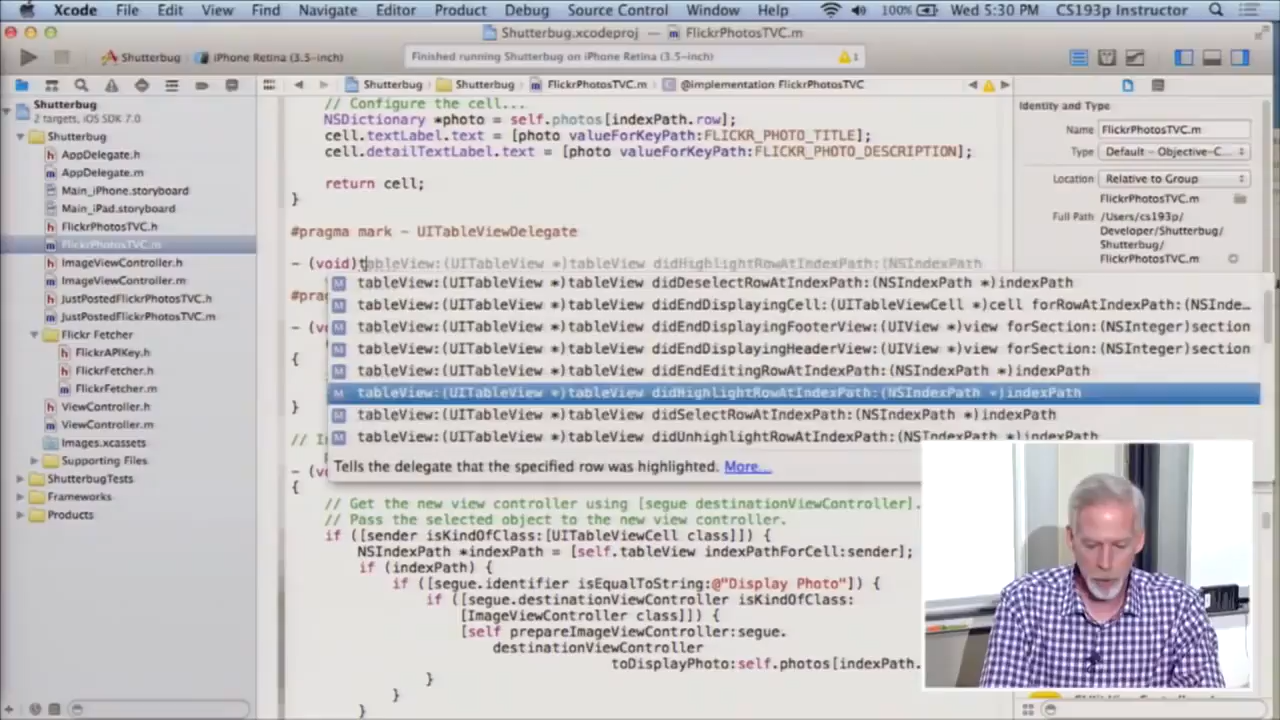 Xcode File Edit View Find Navigate Editor Product Debug Source Control Window Help 100% Wed 5:30 PM CS193p Instructor
Shutterbug.xcodeproj — FlickrPhotosTVC.m
Shutterbug iPhone Retina (3.5-inch) Finished running Shutterbug on iPhone Retina (3.5-inch) 1
Shutterbug Shutterbug FlickrPhotosTVC.m @implementation FlickrPhotosTVC
Shutterbug
2 targets, iOS SDK 7.0
Shutterbug
AppDelegate.h
AppDelegate.m
Main_iPhone.storyboard
Main_iPad.storyboard
FlickrPhotosTVC.h
FlickrPhotosTVC.m
ImageViewController.h
ImageViewController.m
JustPostedFlickrPhotosTVC.h
JustPostedFlickrPhotosTVC.m
Flickr Fetcher
FlickrAPIKey.h
FlickrFetcher.h
FlickrFetcher.m
ViewController.h
ViewController.m
Images.xcassets
Supporting Files
ShutterbugTests
Frameworks
Products
// Configure the cell...
NSDictionary *photo = self.photos[indexPath.row];
cell.textLabel.text = [photo valueForKeyPath:FLICKR_PHOTO_TITLE];
cell.detailTextLabel.text = [photo valueForKeyPath:FLICKR_PHOTO_DESCRIPTION];
return cell;
}
#pragma mark - UITableViewDelegate
- (void)tableView:(UITableView *)tableView didHighlightRowAtIndexPath:(NSIndexPath
tableView:(UITableView *)tableView didDeselectRowAtIndexPath:(NSIndexPath *)indexPath
#pra
tableView:(UITableView *)tableView didEndDisplayingCell:(UITableViewCell *)cell forRowAtIndexPath:(NSInde...
- (vo
tableView:(UITableView *)tableView didEndDisplayingFooterView:(UIView *)view forSection:(NSInteger)section
tableView:(UITableView *)tableView didEndDisplayingHeaderView:(UIView *)view forSection:(NSInteger)section
{
tableView:(UITableView *)tableView didEndEditingRowAtIndexPath:(NSIndexPath *)indexPath
tableView:(UITableView *)tableView didHighlightRowAtIndexPath:(NSIndexPath *)indexPath
}
tableView:(UITableView *)tableView didSelectRowAtIndexPath:(NSIndexPath *)indexPath
tableView:(UITableView *)tableView didUnhighlightRowAtIndexPath:(NSIndexPath *)indexPath
// I
Tells the delegate that the specified row was highlighted. More...
- (vo
{
// Get the new view controller using [segue destinationViewController].
// Pass the selected object to the new view controller.
if ([sender isKindOfClass:[UITableViewCell class]]) {
NSIndexPath *indexPath = [self.tableView indexPathForCell:sender];
if (indexPath) {
if ([segue.identifier isEqualToString:@"Display Photo"]) {
if ([segue.destinationViewController isKindOfClass:
[ImageViewController class]]) {
[self prepareImageViewController:segue.
destinationViewController
toDisplayPhoto:self.photos[indexPath.
}
}
}
Identity and Type
Name FlickrPhotosTVC.m
Type Default - Objective-C...
Location Relative to Group
FlickrPhotosTVC.m
Full Path /Users/cs193p/
Developer/Shutterbug/
Shutterbug/
FlickrPhotosTVC.m